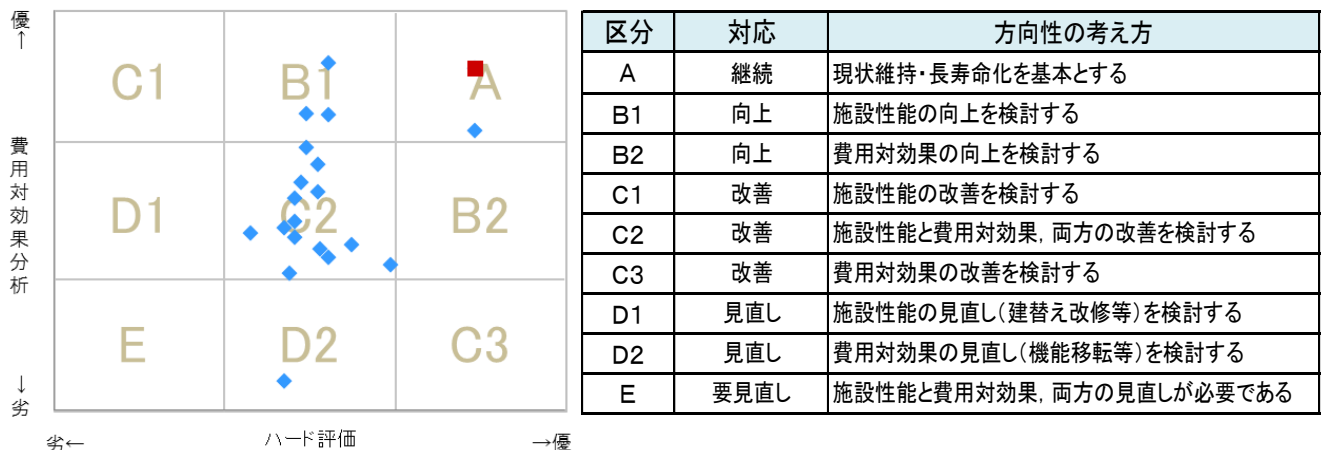 優
↑
費用対効果分析
↓
劣
C1 B1 A
D1 C2 B2
E D2 C3
劣← ハード評価 →優
区分 対応 方向性の考え方
A 継続 現状維持・長寿命化を基本とする
B1 向上 施設性能の向上を検討する
B2 向上 費用対効果の向上を検討する
C1 改善 施設性能の改善を検討する
C2 改善 施設性能と費用対効果, 両方の改善を検討する
C3 改善 費用対効果の改善を検討する
D1 見直し 施設性能の見直し(建替え改修等)を検討する
D2 見直し 費用対効果の見直し(機能移転等)を検討する
E 要見直し 施設性能と費用対効果, 両方の見直しが必要である